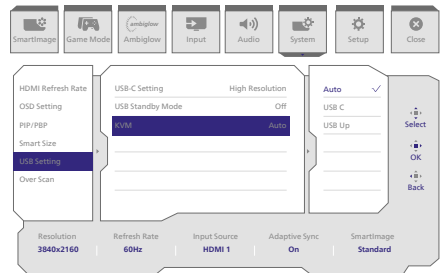 ambiglow
SmartImage Game Mode Ambiglow Input Audio System Setup Close
HDMI Refresh Rate
OSD Setting
PIP/PBP
Smart Size
USB Setting
Over Scan
USB-C Setting High Resolution
USB Standby Mode Off
KVM Auto
Auto
USB C
USB Up
Select
OK
Back
Resolution Refresh Rate Input Source Adaptive Sync SmartImage
3840x2160 60Hz HDMI 1 On Standard